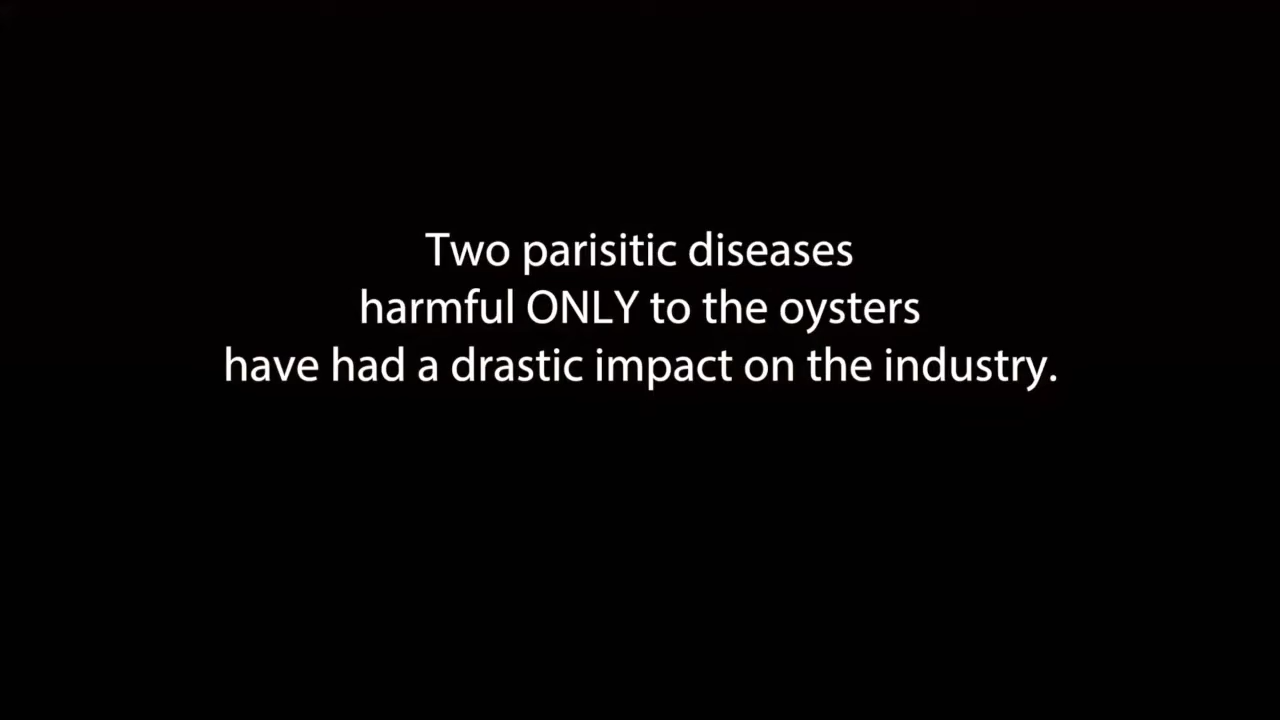 Two parisitic diseases
harmful ONLY to the oysters
have had a drastic impact on the industry.